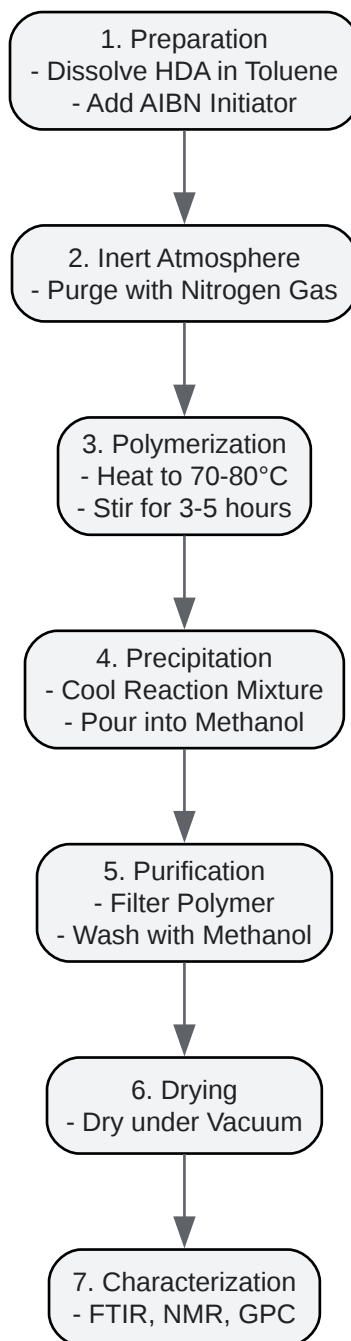 1. Preparation
- Dissolve HDA in Toluene
- Add AIBN Initiator
2. Inert Atmosphere
- Purge with Nitrogen Gas
3. Polymerization
- Heat to 70-80°C
- Stir for 3-5 hours
4. Precipitation
- Cool Reaction Mixture
- Pour into Methanol
5. Purification
- Filter Polymer
- Wash with Methanol
6. Drying
- Dry under Vacuum
7. Characterization
- FTIR, NMR, GPC